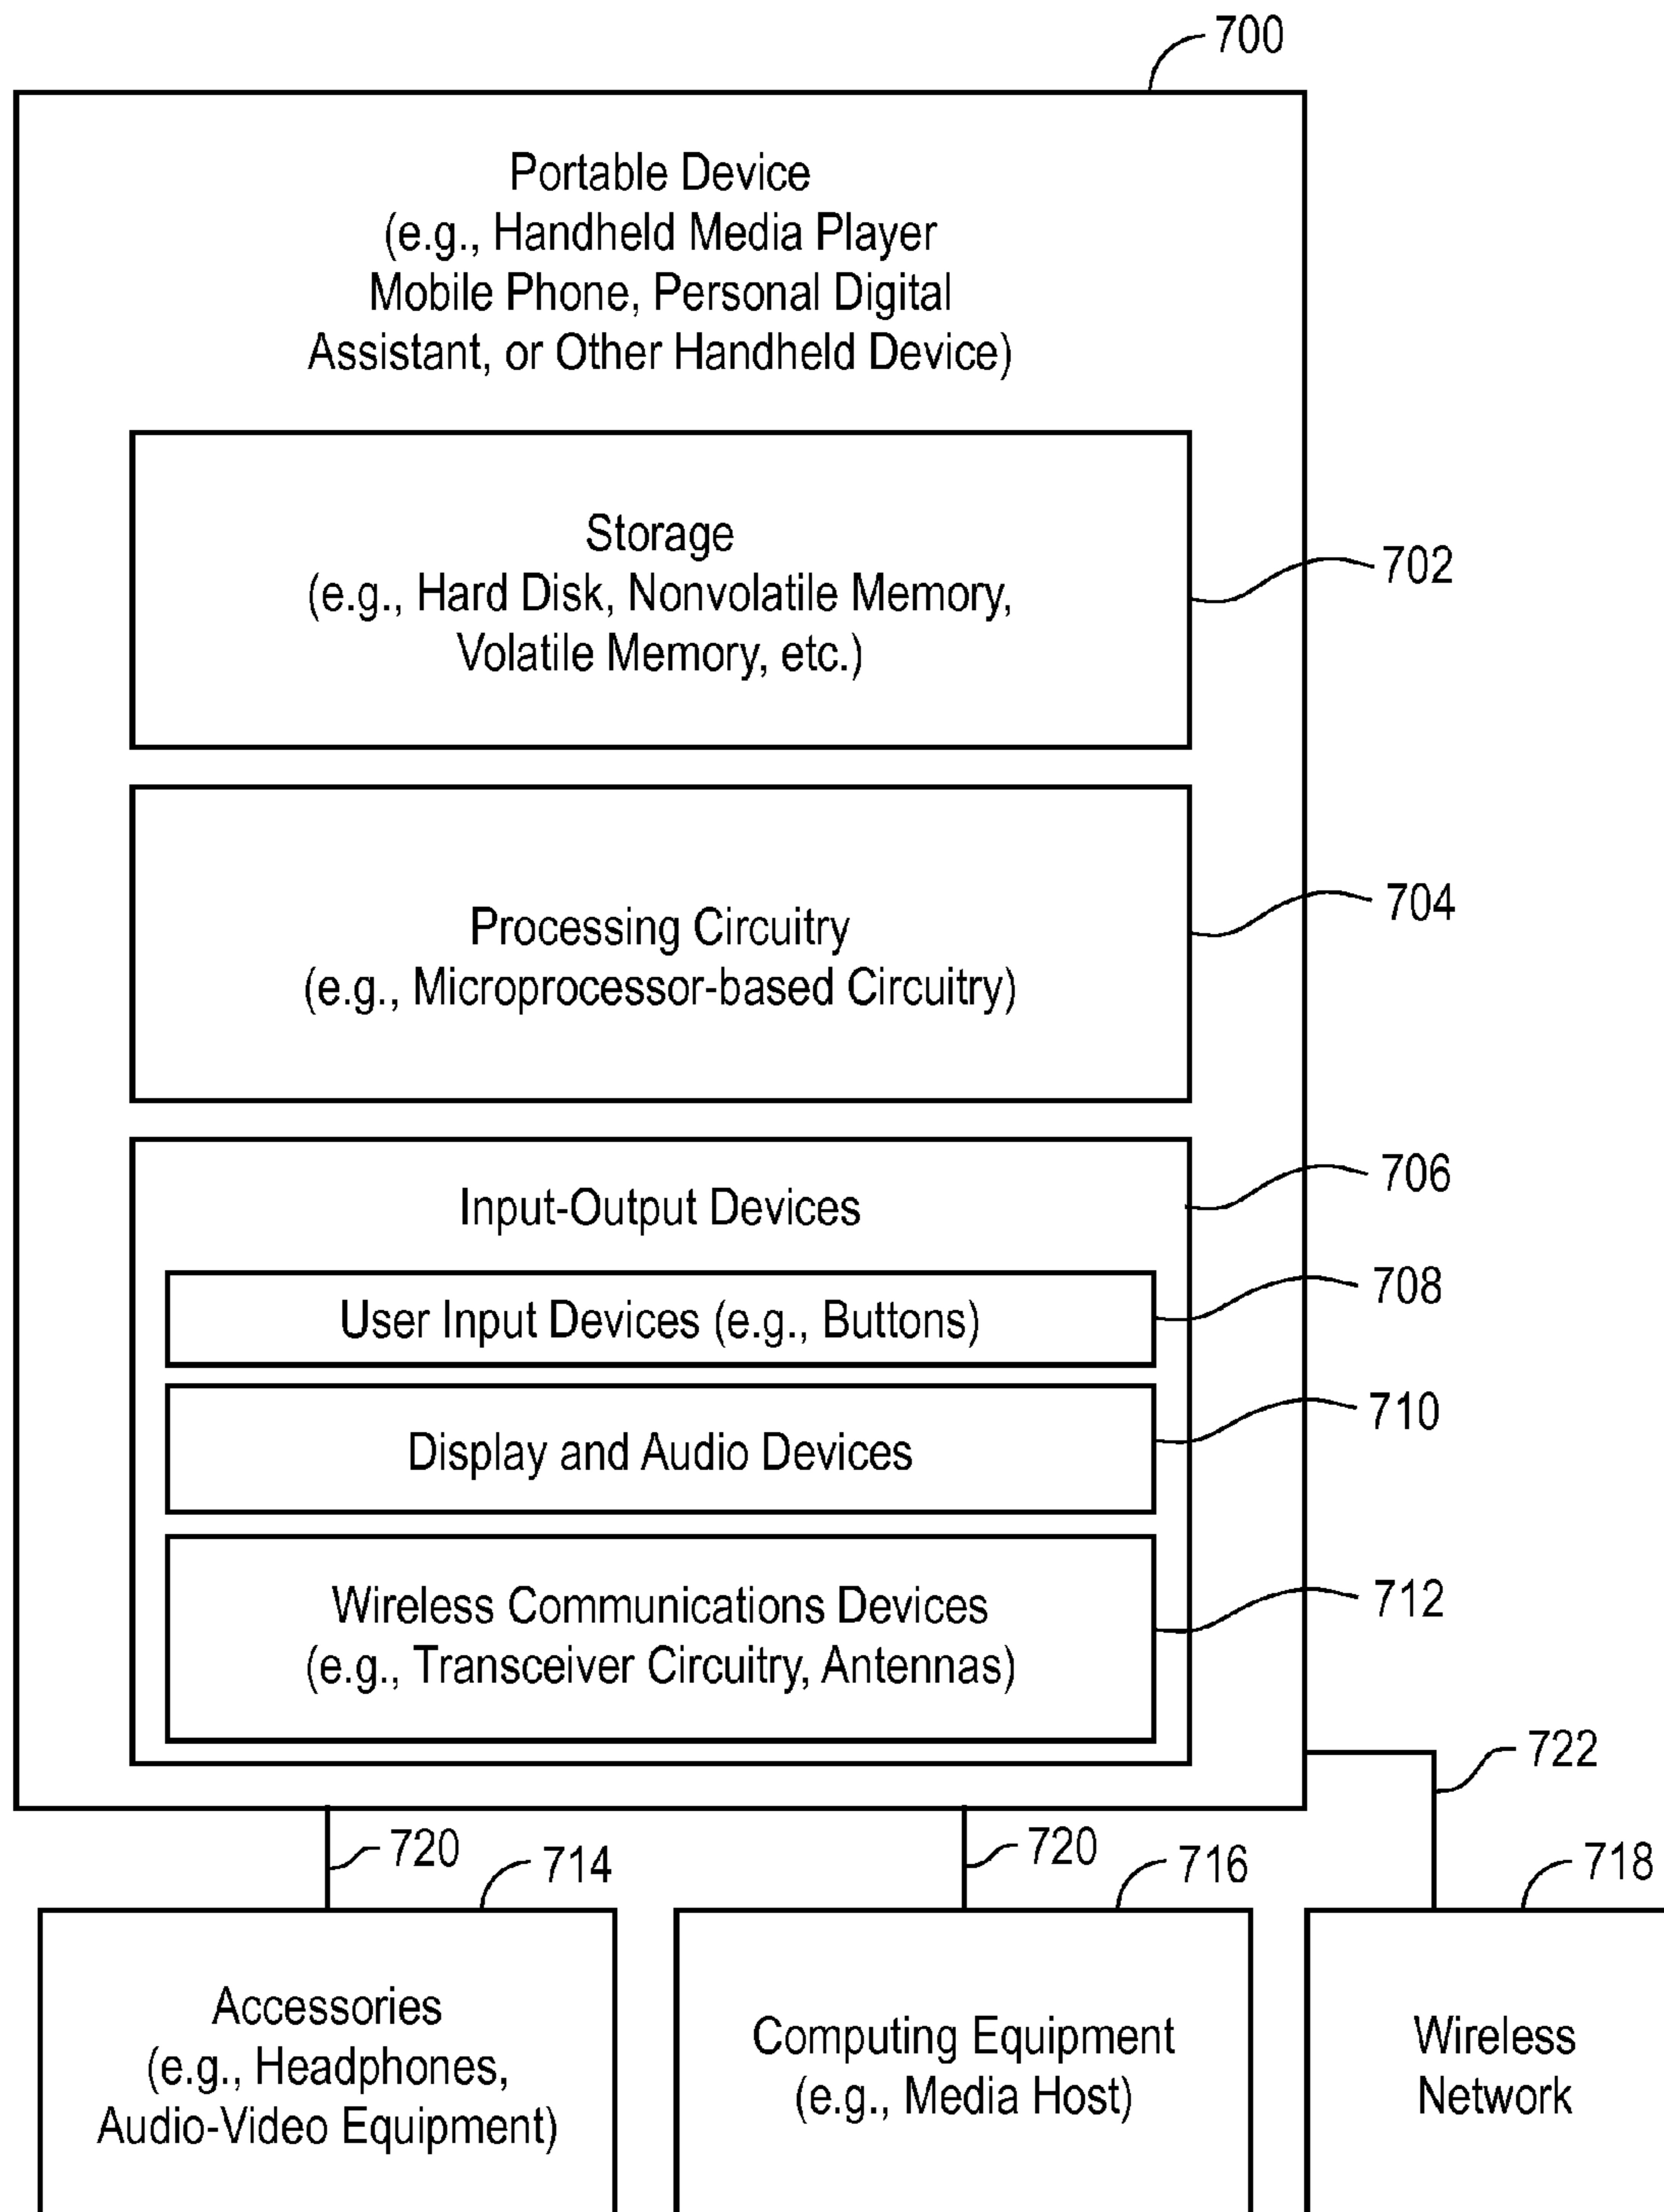 700
Portable Device
(e.g., Handheld Media Player
Mobile Phone, Personal Digital
Assistant, or Other Handheld Device)
Storage
(e.g., Hard Disk, Nonvolatile Memory,
Volatile Memory, etc.)
702
Processing Circuitry
(e.g., Microprocessor-based Circuitry)
704
Input-Output Devices
706
User Input Devices (e.g., Buttons)
708
Display and Audio Devices
710
Wireless Communications Devices
(e.g., Transceiver Circuitry, Antennas)
712
722
720
714
720
716
718
Accessories
(e.g., Headphones,
Audio-Video Equipment)
Computing Equipment
(e.g., Media Host)
Wireless
Network